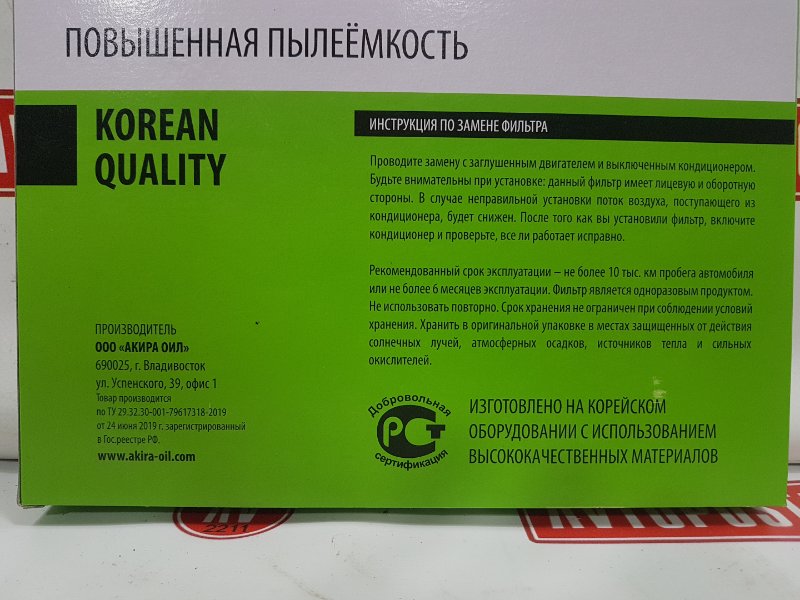 ПОВЫШЕННАЯ ПЫЛЕЁМКОСТЬ
KOREAN
QUALITY
ИНСТРУКЦИЯ ПО ЗАМЕНЕ ФИЛЬТРА
Проводите замену с заглушенным двигателем и выключенным кондиционером.
Будьте внимательны при установке: данный фильтр имеет лицевую и оборотную
стороны. В случае неправильной установки поток воздуха, поступающего из
кондиционера, будет снижен. После того как вы установили фильтр, включите
кондиционер и проверьте, все ли работает исправно.
Рекомендованный срок эксплуатации – не более 10 тыс. км пробега автомобиля
или не более 6 месяцев эксплуатации. Фильтр является одноразовым продуктом.
Не использовать повторно. Срок хранения не ограничен при соблюдении условий
хранения. Хранить в оригинальной упаковке в местах защищенных от действия
солнечных лучей, атмосферных осадков, источников тепла и сильных
окислителей.
ПРОИЗВОДИТЕЛЬ
ООО «АКИРА ОИЛ»
690025, г. Владивосток
ул. Успенского, 39, офис 1
Товар производится
по ТУ 29.32.30-001-79617318-2019
от 24 июня 2019 г. зарегистрированный
в Гос.реестре РФ.
www.akira-oil.com
Добровольная
РСТ
сертификация
ИЗГОТОВЛЕНО НА КОРЕЙСКОМ
ОБОРУДОВАНИИ С ИСПОЛЬЗОВАНИЕМ
ВЫСОКОКАЧЕСТВЕННЫХ МАТЕРИАЛОВ
2211